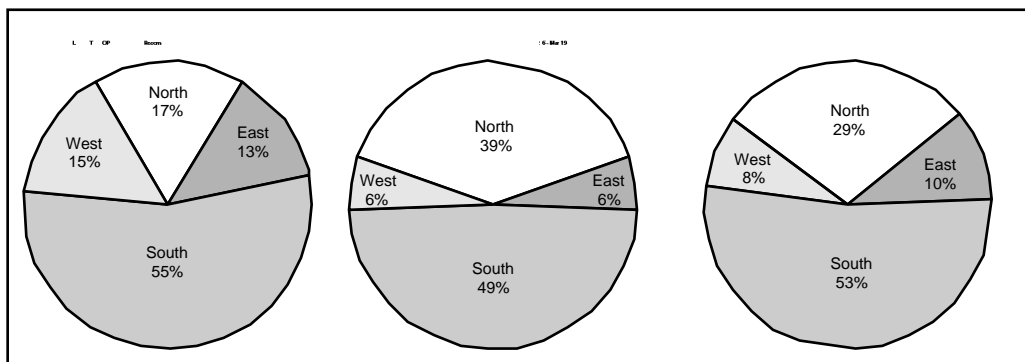 North
17%
East
13%
South
55%
West
15%
North
39%
East
6%
South
49%
West
6%
North
29%
East
10%
South
53%
West
8%